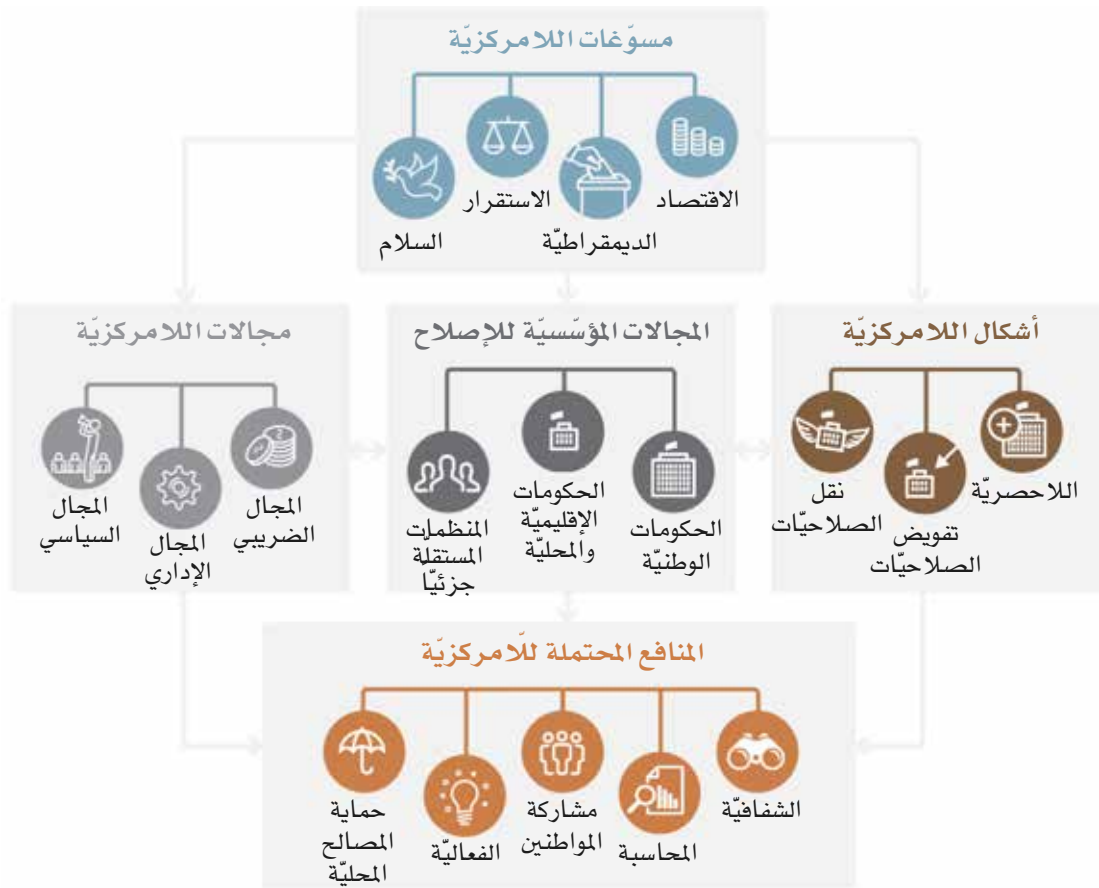 مسوّغات اللامركزيّة
الاقتصاد
الديمقراطيّة
الاستقرار
السلام
أشكال اللامركزيّة
اللاحصريّة
تفويض
الصلاحيّات
نقل
الصلاحيّات
المجالات المؤسّسيّة للإصلاح
الحكومات
الوطنيّة
الحكومات
الإقليميّة
والمحليّة
المنظمات
المستقلّة
جزئيّاً
مجالات اللامركزيّة
المجال
الضريبي
المجال
الإداري
المجال
السياسي
المنافع المحتملة للّامركزيّة
الشفافيّة
المحاسبة
مشاركة
المواطنين
الفعاليّة
حماية
المصالح
المحليّة